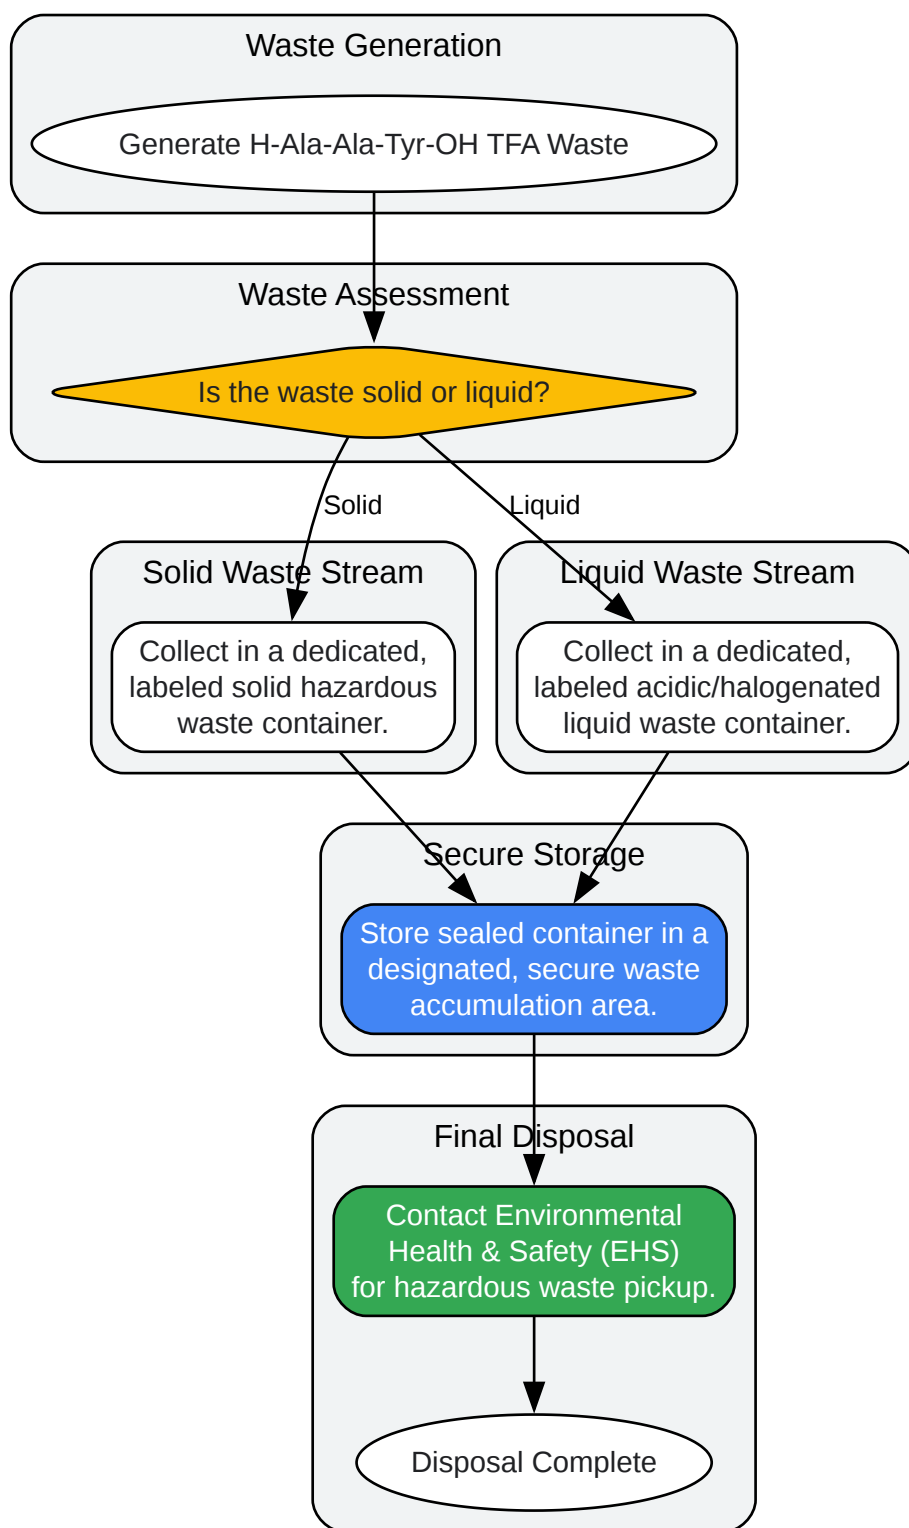 Waste Generation
Generate H-Ala-Ala-Tyr-OH TFA Waste
Waste Assessment
Is the waste solid or liquid?
Solid
Liquid
Solid Waste Stream
Collect in a dedicated,
labeled solid hazardous
waste container.
Liquid Waste Stream
Collect in a dedicated,
labeled acidic/halogenated
liquid waste container.
Secure Storage
Store sealed container in a
designated, secure waste
accumulation area.
Final Disposal
Contact Environmental
Health & Safety (EHS)
for hazardous waste pickup.
Disposal Complete